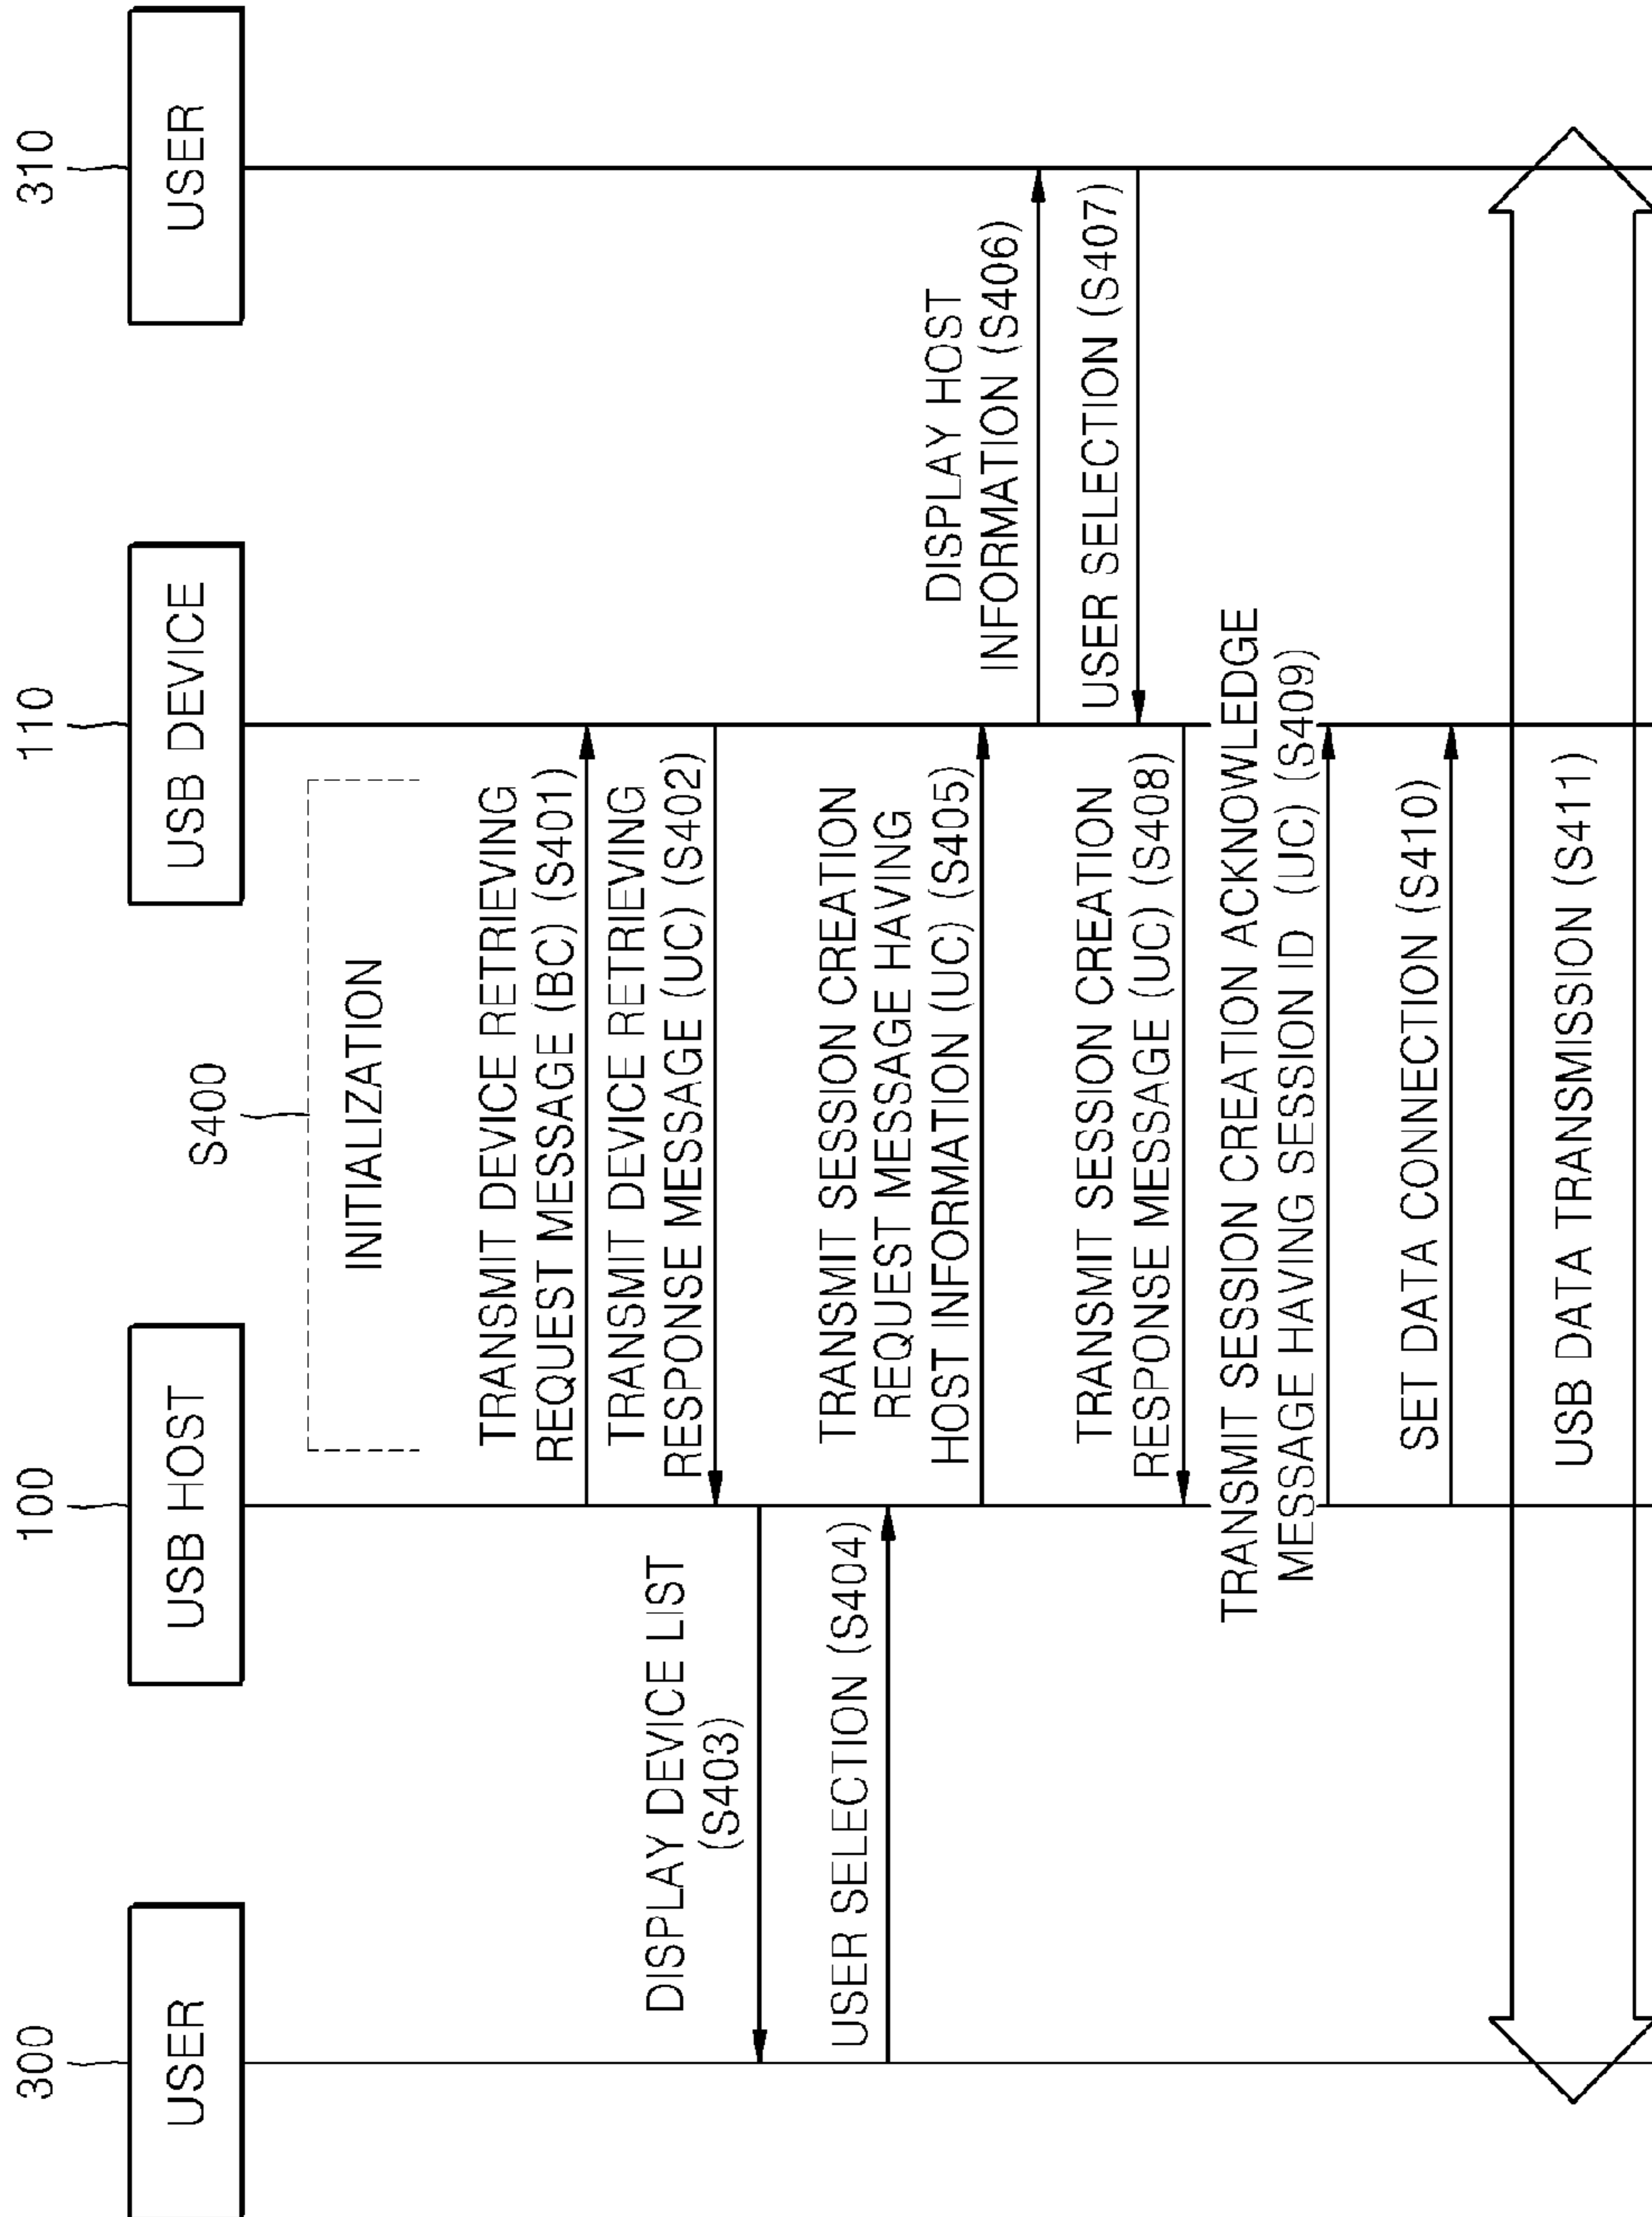 300
100
110
310
USER
USB HOST
USB DEVICE
USER
S400
INITIALIZATION
TRANSMIT DEVICE RETRIEVING
REQUEST MESSAGE (BC) (S401)
TRANSMIT DEVICE RETRIEVING
RESPONSE MESSAGE (UC) (S402)
DISPLAY DEVICE LIST
(S403)
USER SELECTION (S404)
TRANSMIT SESSION CREATION
REQUEST MESSAGE HAVING
HOST INFORMATION (UC) (S405)
DISPLAY HOST
INFORMATION (S406)
USER SELECTION (S407)
TRANSMIT SESSION CREATION
RESPONSE MESSAGE (UC) (S408)
TRANSMIT SESSION CREATION ACKNOWLEDGE
MESSAGE HAVING SESSION ID (UC) (S409)
SET DATA CONNECTION (S410)
USB DATA TRANSMISSION (S411)